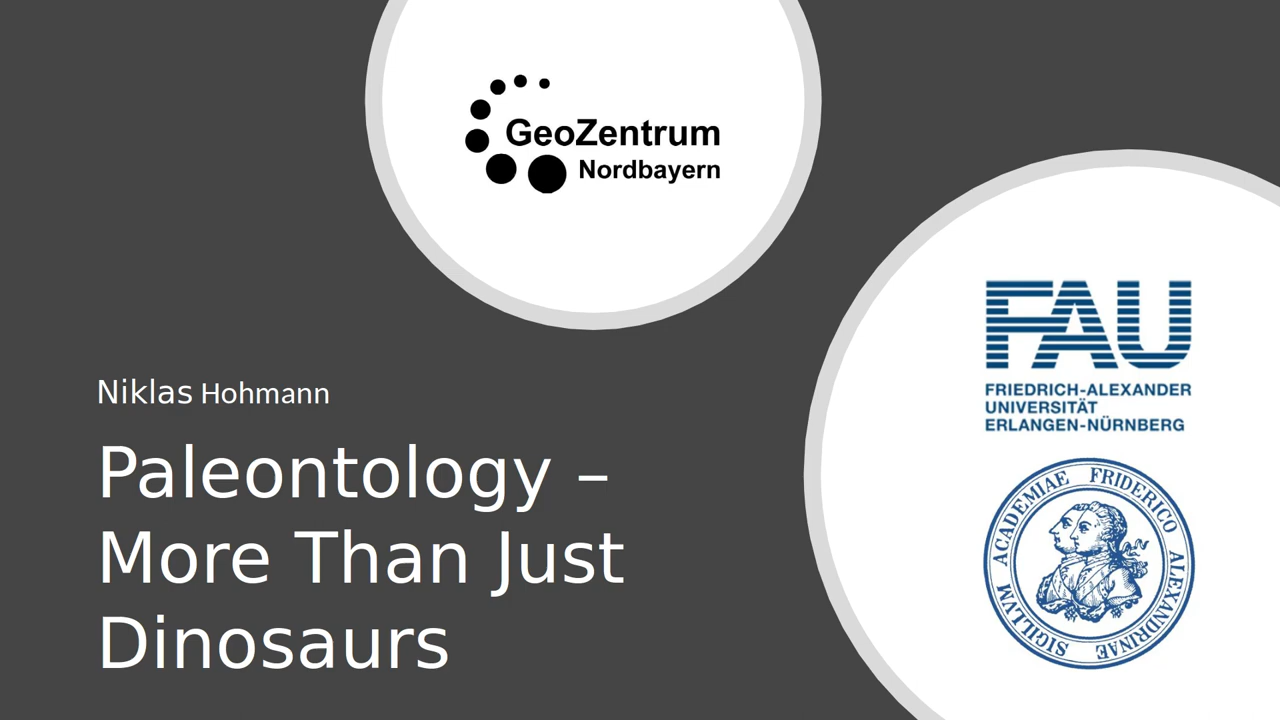 GeoZentrum
Nordbayern
FAU
FRIEDRICH-ALEXANDER
UNIVERSITÄT
ERLANGEN-NÜRNBERG
SIGILLVM ACADEMIAE FRIDERICO ALEXANDRINAE
Niklas Hohmann
Paleontology –
More Than Just
Dinosaurs